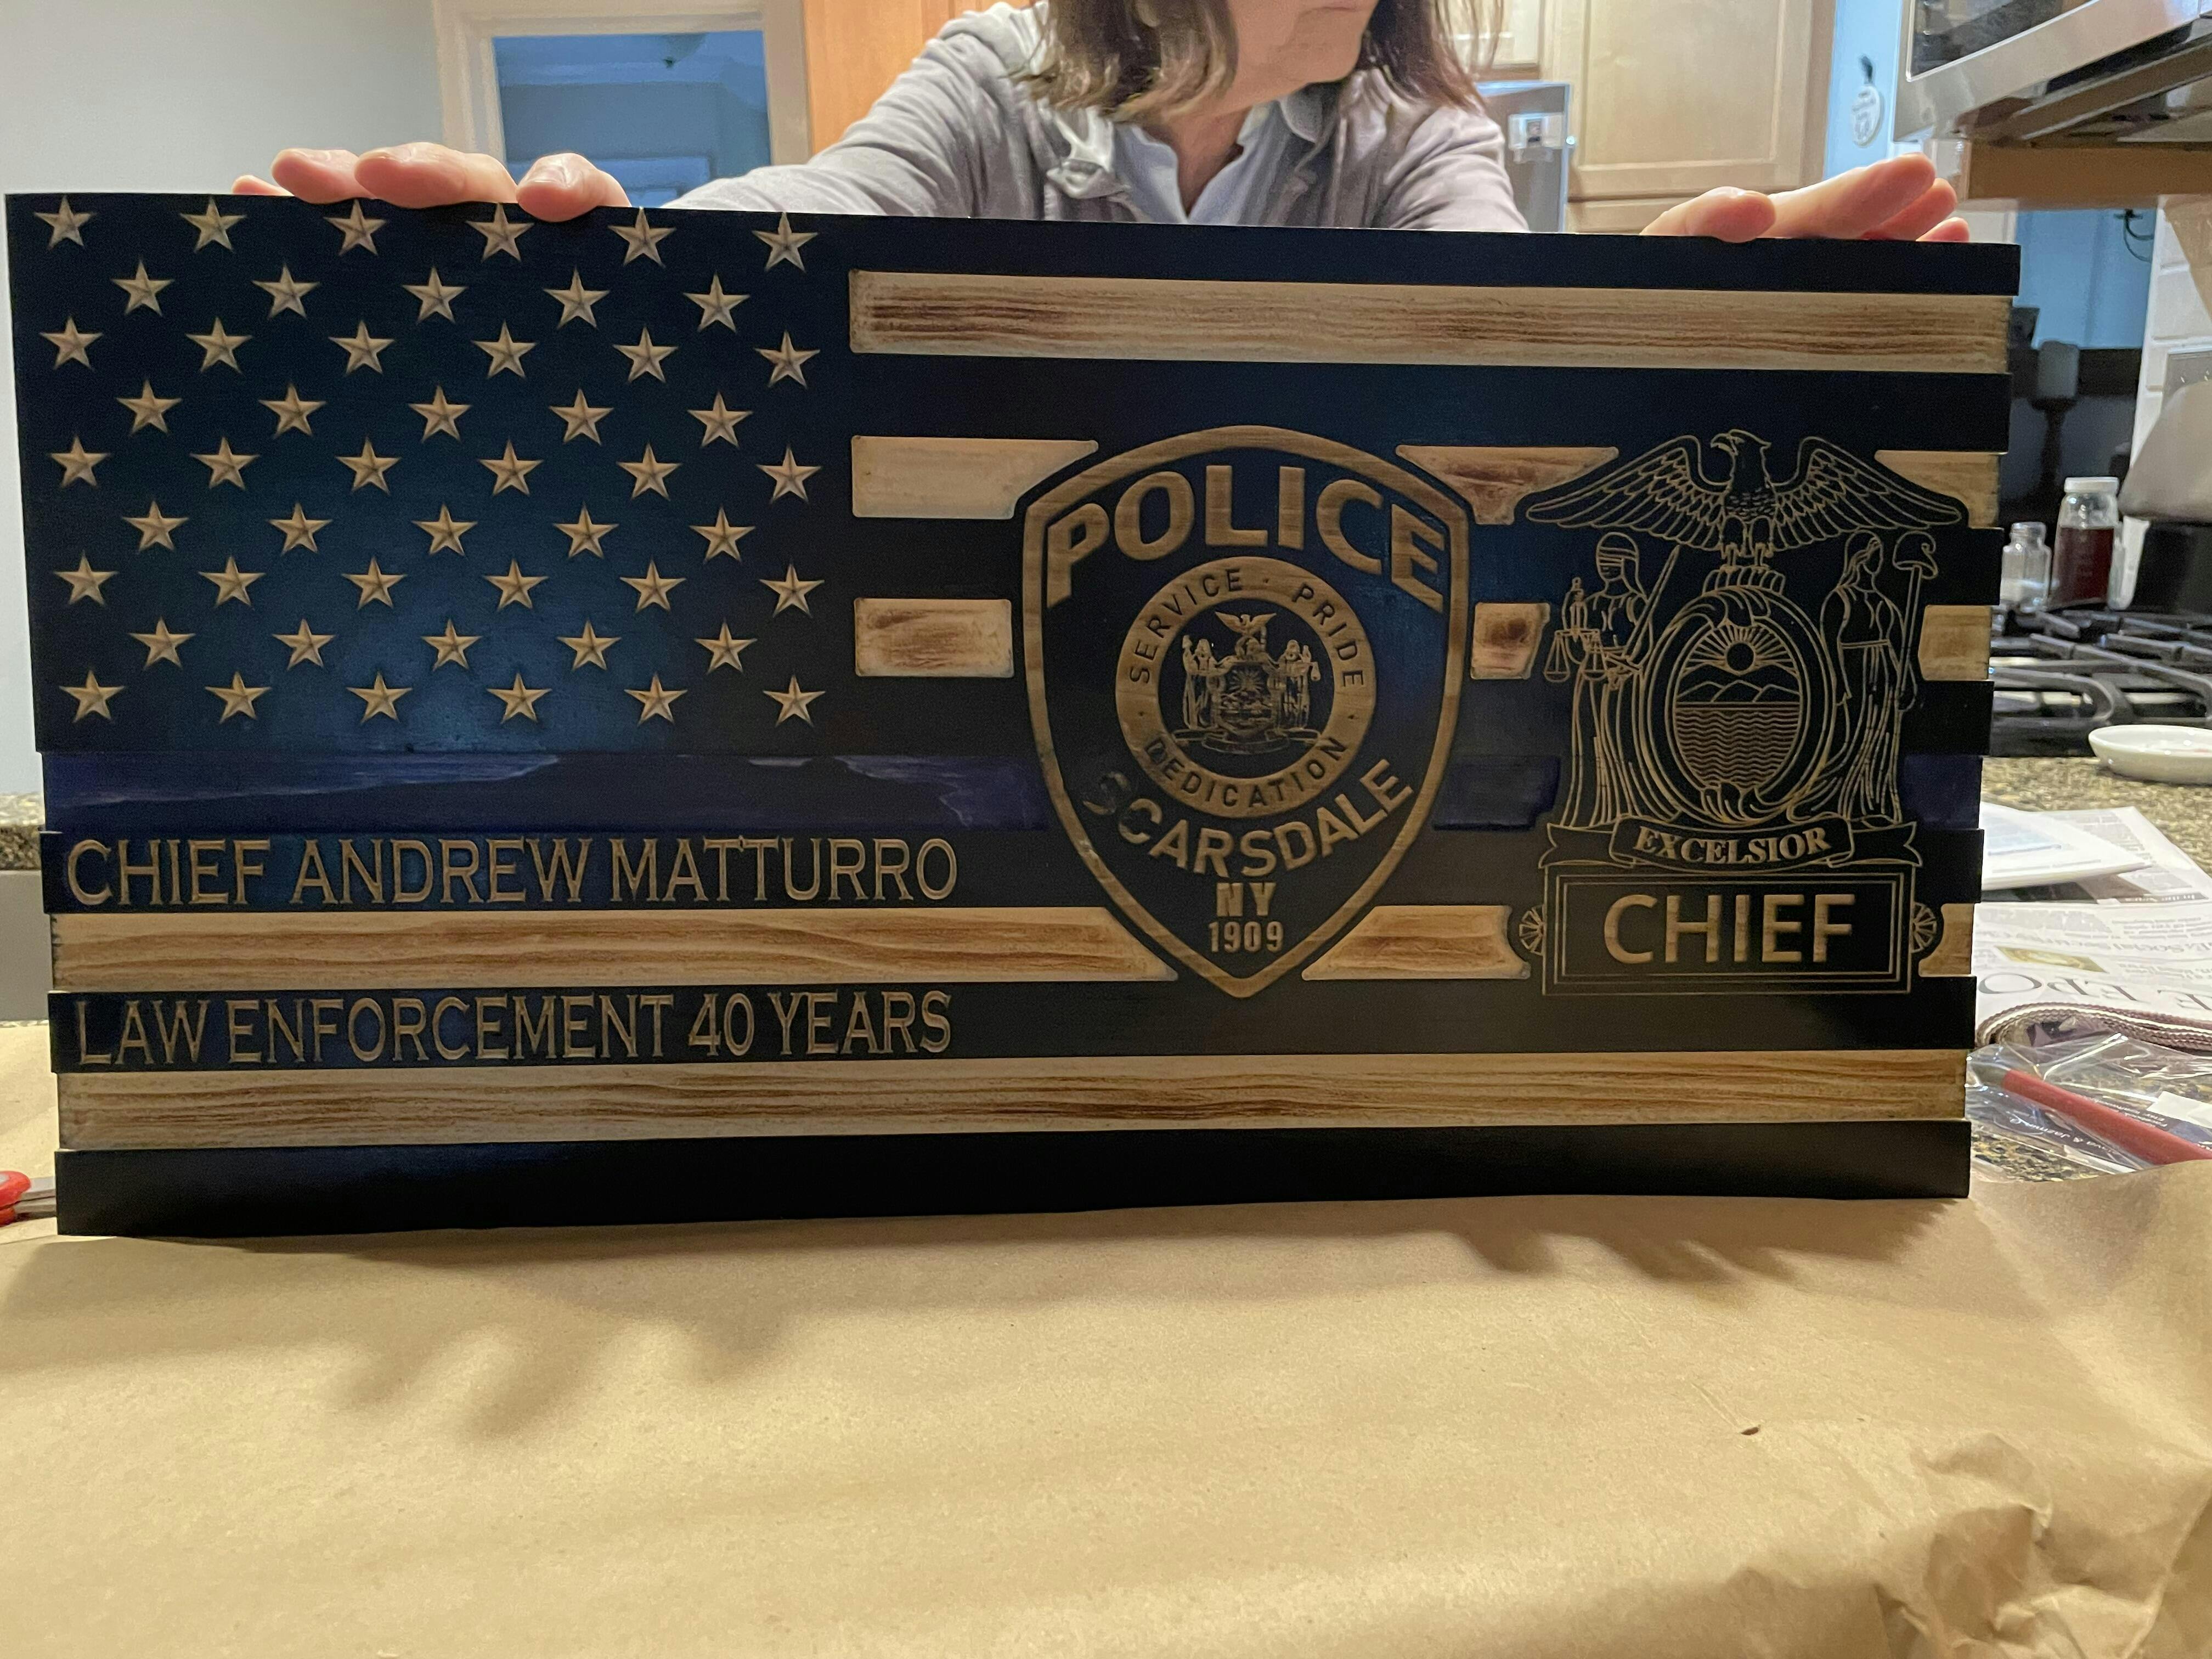 POLICE
SERVICE · PRIDE
· DEDICATION ·
SCARSDALE
NY
1909
EXCELSIOR
CHIEF
CHIEF ANDREW MATTURRO
LAW ENFORCEMENT 40 YEARS